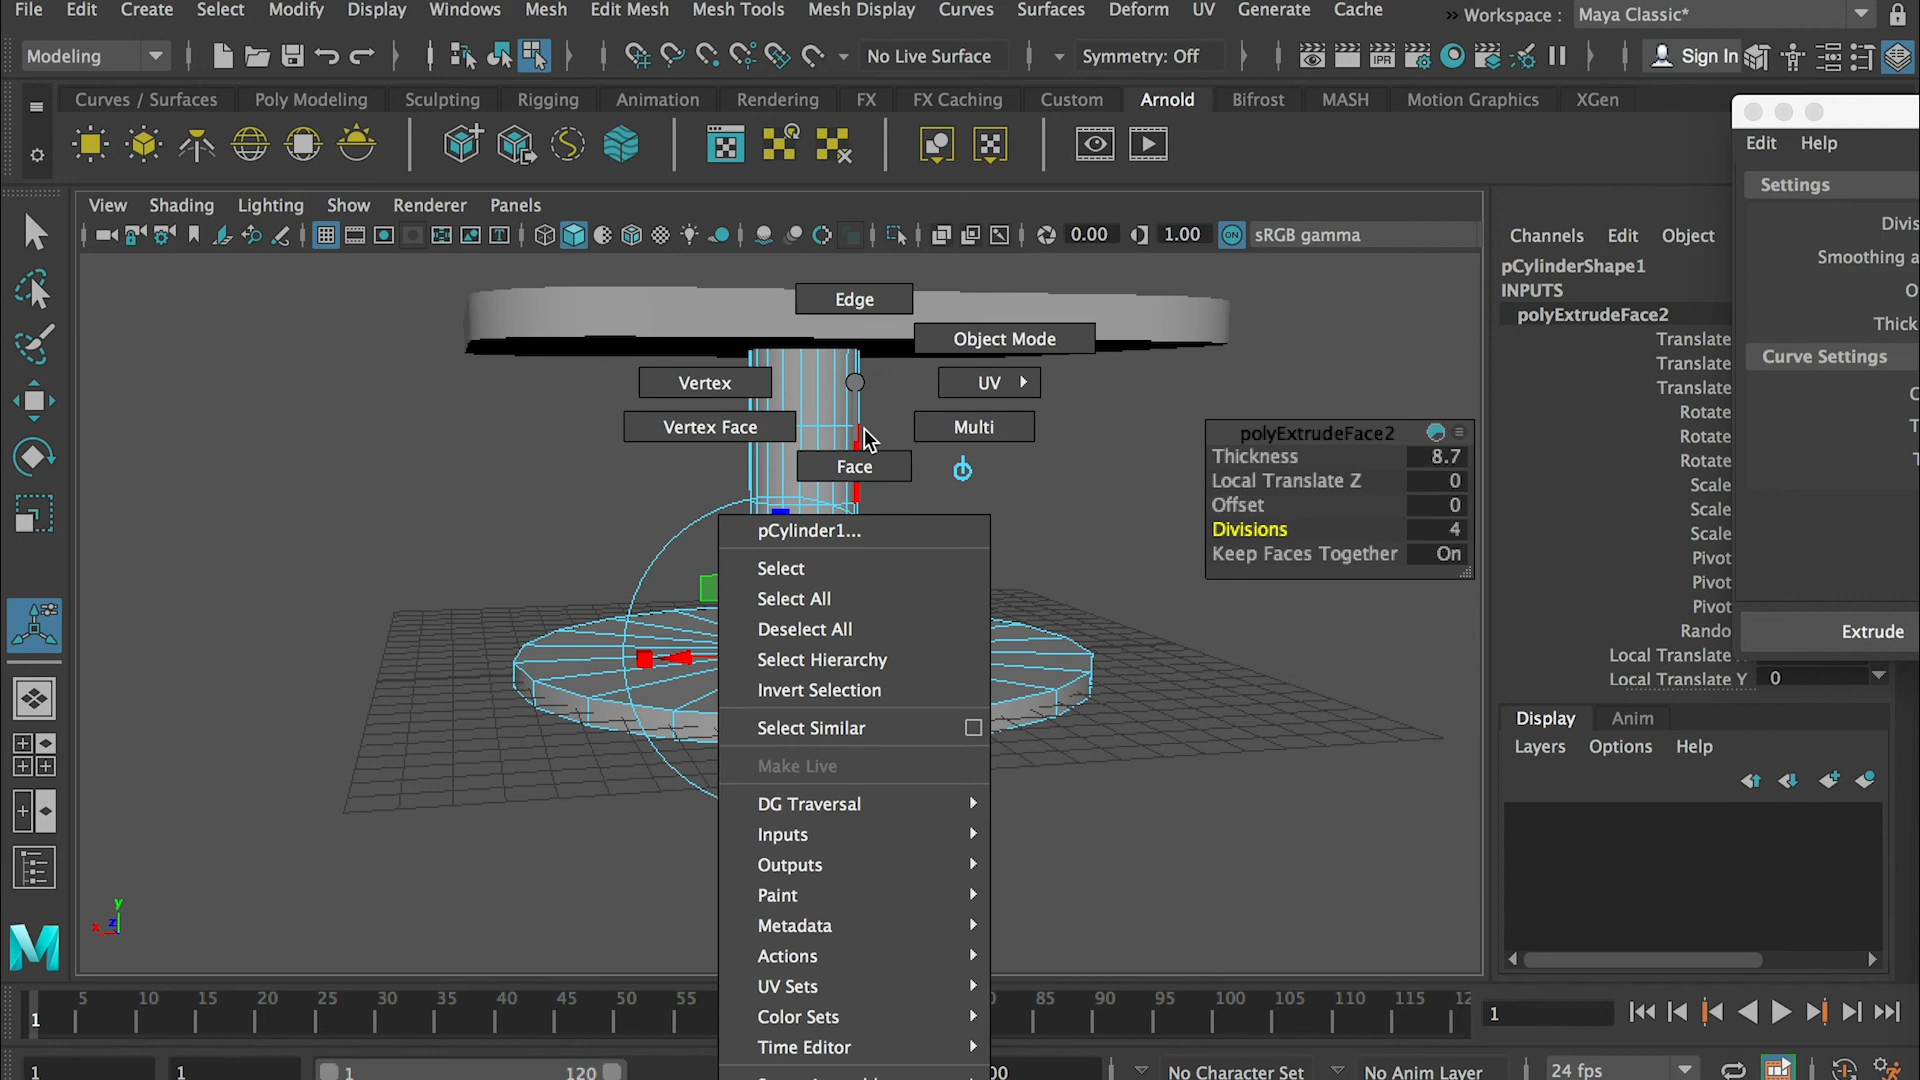 File Edit Create Select Modify Display Windows Mesh Edit Mesh Mesh Tools Mesh Display Curves Surfaces Deform UV Generate Cache
» Workspace : Maya Classic*
Modeling
No Live Surface
Symmetry: Off
IPR
Sign In
Curves / Surfaces Poly Modeling Sculpting Rigging Animation Rendering FX FX Caching Custom Arnold Bifrost MASH Motion Graphics XGen
Edit Help
Settings
Divis
Smoothing a
O
Thick
Curve Settings
C
T
T
Extrude
View Shading Lighting Show Renderer Panels
0.00 1.00 ON sRGB gamma
Channels Edit Object
pCylinderShape1
INPUTS
polyExtrudeFace2
Translate
Translate
Translate
Rotate
Rotate
Rotate
Scale
Scale
Scale
Pivot
Pivot
Pivot
Rando
Local Translate
Local Translate Y 0
Edge
Object Mode
Vertex
UV
Vertex Face
Multi
Face
polyExtrudeFace2
Thickness 8.7
Local Translate Z 0
Offset 0
Divisions 4
Keep Faces Together On
pCylinder1...
Select
Select All
Deselect All
Select Hierarchy
Invert Selection
Select Similar
Make Live
DG Traversal
Inputs
Outputs
Paint
Metadata
Actions
UV Sets
Color Sets
Time Editor
Display Anim
Layers Options Help
y
x z
M
5 10 15 20 25 30 35 40 45 50 55 85 90 95 100 105 110 115 12
1
1
1 1 1 120 00 No Character Set No Anim Layer 24 fps